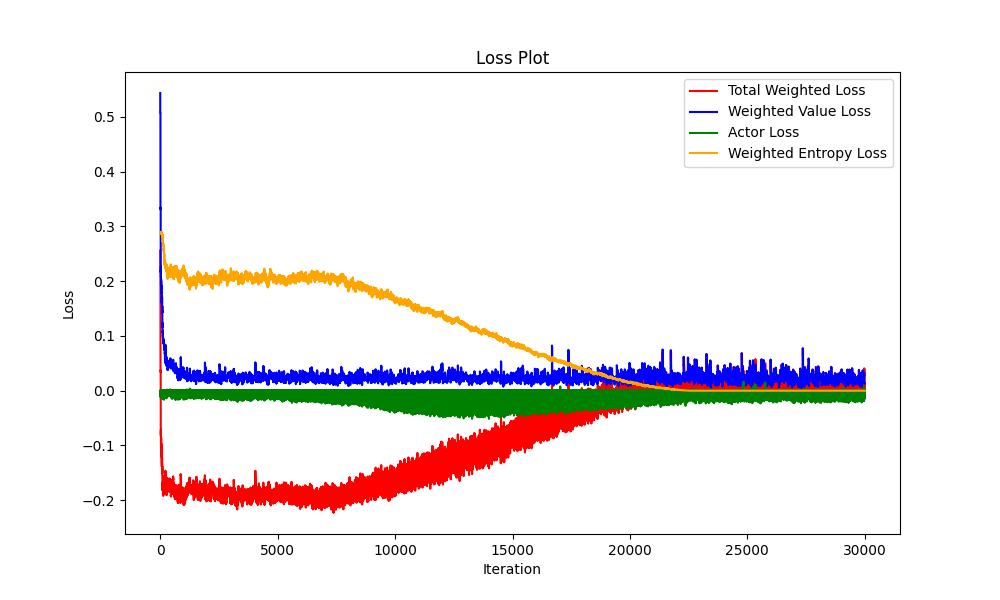 Loss Plot
Total Weighted Loss
Weighted Value Loss
Actor Loss
Weighted Entropy Loss
0.5
0.4
0.3
0.2
0.1
0.0
−0.1
−0.2
Loss
0
5000
10000
15000
20000
25000
30000
Iteration